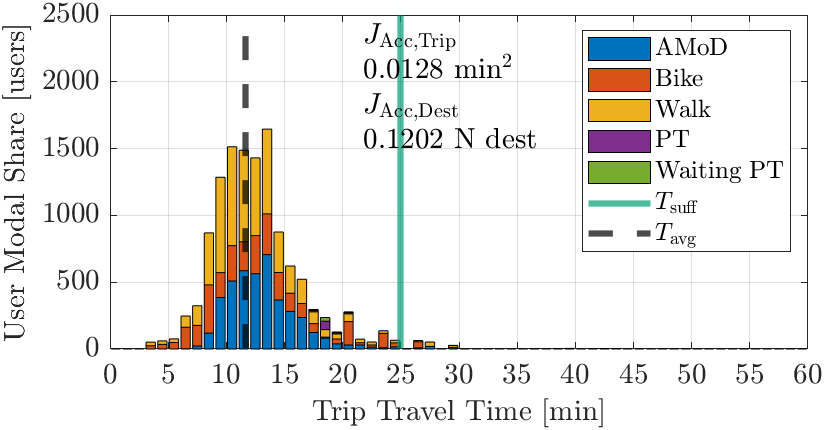 User Modal Share [users]
2500
2000
1500
1000
500
0
J_Acc,Trip
0.0128 min²
J_Acc,Dest
0.1202 N dest
AMoD
Bike
Walk
PT
Waiting PT
T_suff
T_avg
0 5 10 15 20 25 30 35 40 45 50 55 60
Trip Travel Time [min]